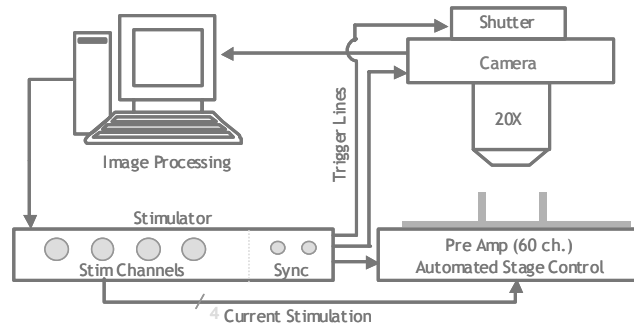 Shutter
Camera
20X
Trigger Lines
Image Processing
Stimulator
Stim Channels
Sync
Pre Amp (60 ch.)
Automated Stage Control
4
Current Stimulation